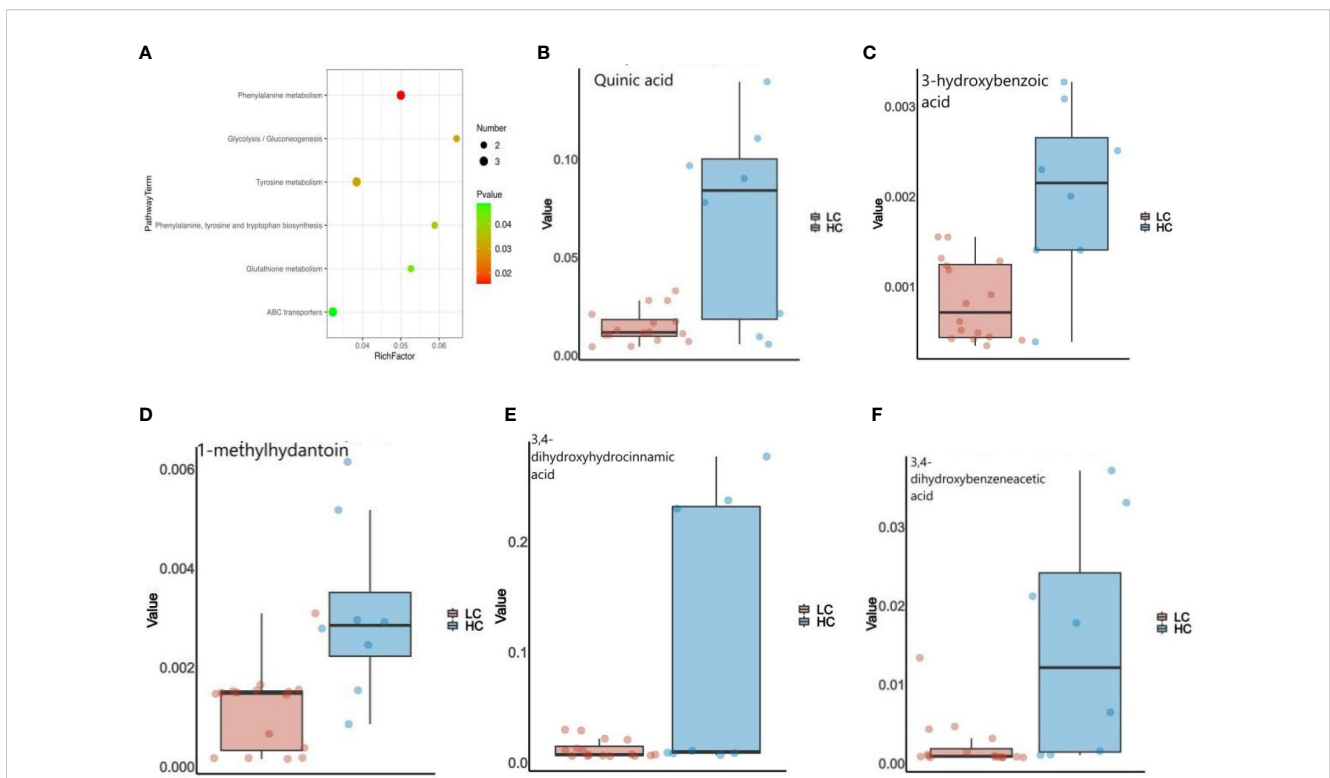 A
Phenylalanine metabolism
Glycolysis / Gluconeogenesis
Tyrosine metabolism
Phenylalanine, tyrosine and tryptophan biosynthesis
Glutathione metabolism
ABC transporters
PathwayTerm
0.04 0.05 0.06
RichFactor
Number
2
3
Pvalue
0.04
0.03
0.02
B
Quinic acid
0.10
0.05
0.00
Value
LC
HC
C
3-hydroxybenzoic
acid
0.003
0.002
0.001
Value
LC
HC
D
1-methylhydantoin
0.006
0.004
0.002
0.000
Value
LC
HC
E
3,4-
dihydroxyhydrocinnamic
acid
0.2
0.1
0.0
Value
LC
HC
F
3,4-
dihydroxybenzeneacetic
acid
0.03
0.02
0.01
0.00
Value
LC
HC